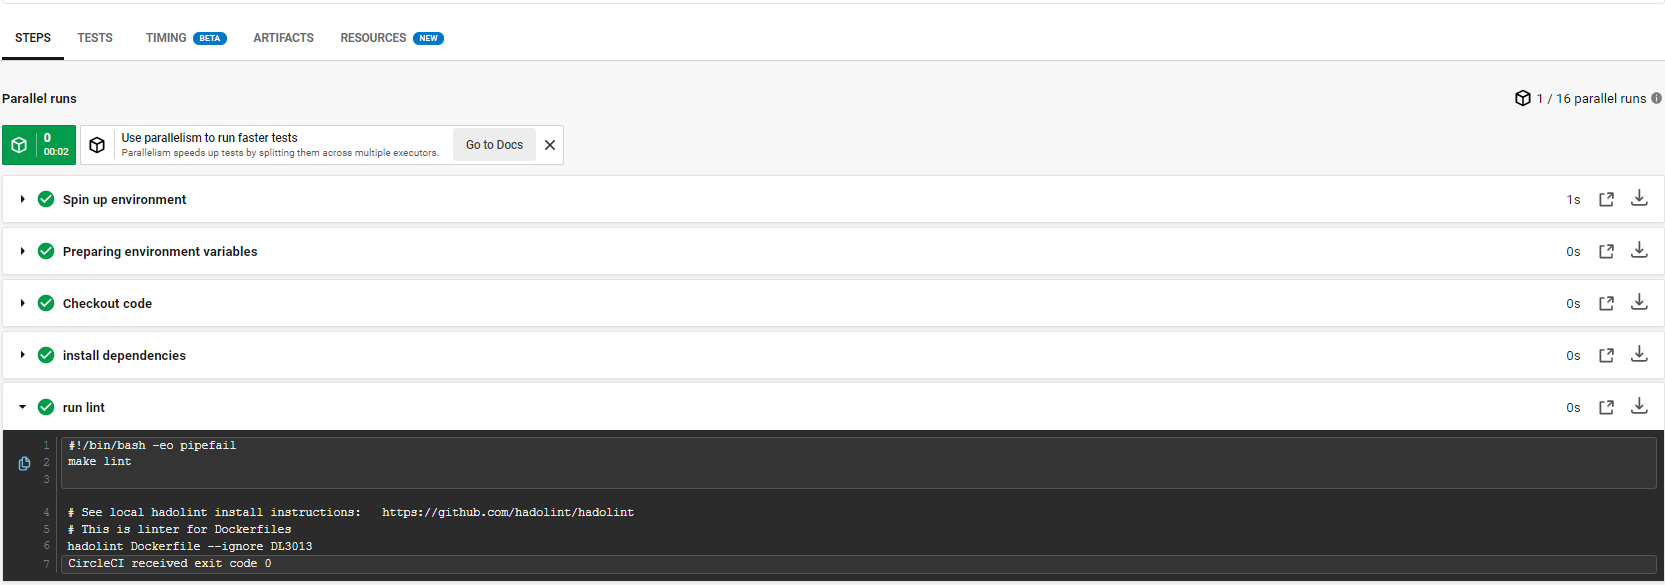 STEPS TESTS TIMING BETA ARTIFACTS RESOURCES NEW
Parallel runs 1 / 16 parallel runs
0
00:02
Use parallelism to run faster tests
Parallelism speeds up tests by splitting them across multiple executors.
Go to Docs
Spin up environment 1s
Preparing environment variables 0s
Checkout code 0s
install dependencies 0s
run lint 0s
1 #!/bin/bash -eo pipefail
2 make lint
3
4 # See local hadolint install instructions:   https://github.com/hadolint/hadolint
5 # This is linter for Dockerfiles
6 hadolint Dockerfile --ignore DL3013
7 CircleCI received exit code 0